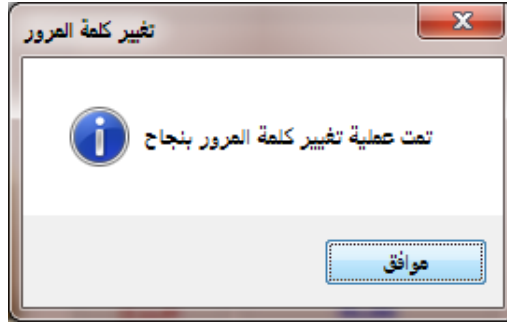 تغيير كلمة المرور
تمت عملية تغيير كلمة المرور بنجاح
موافق